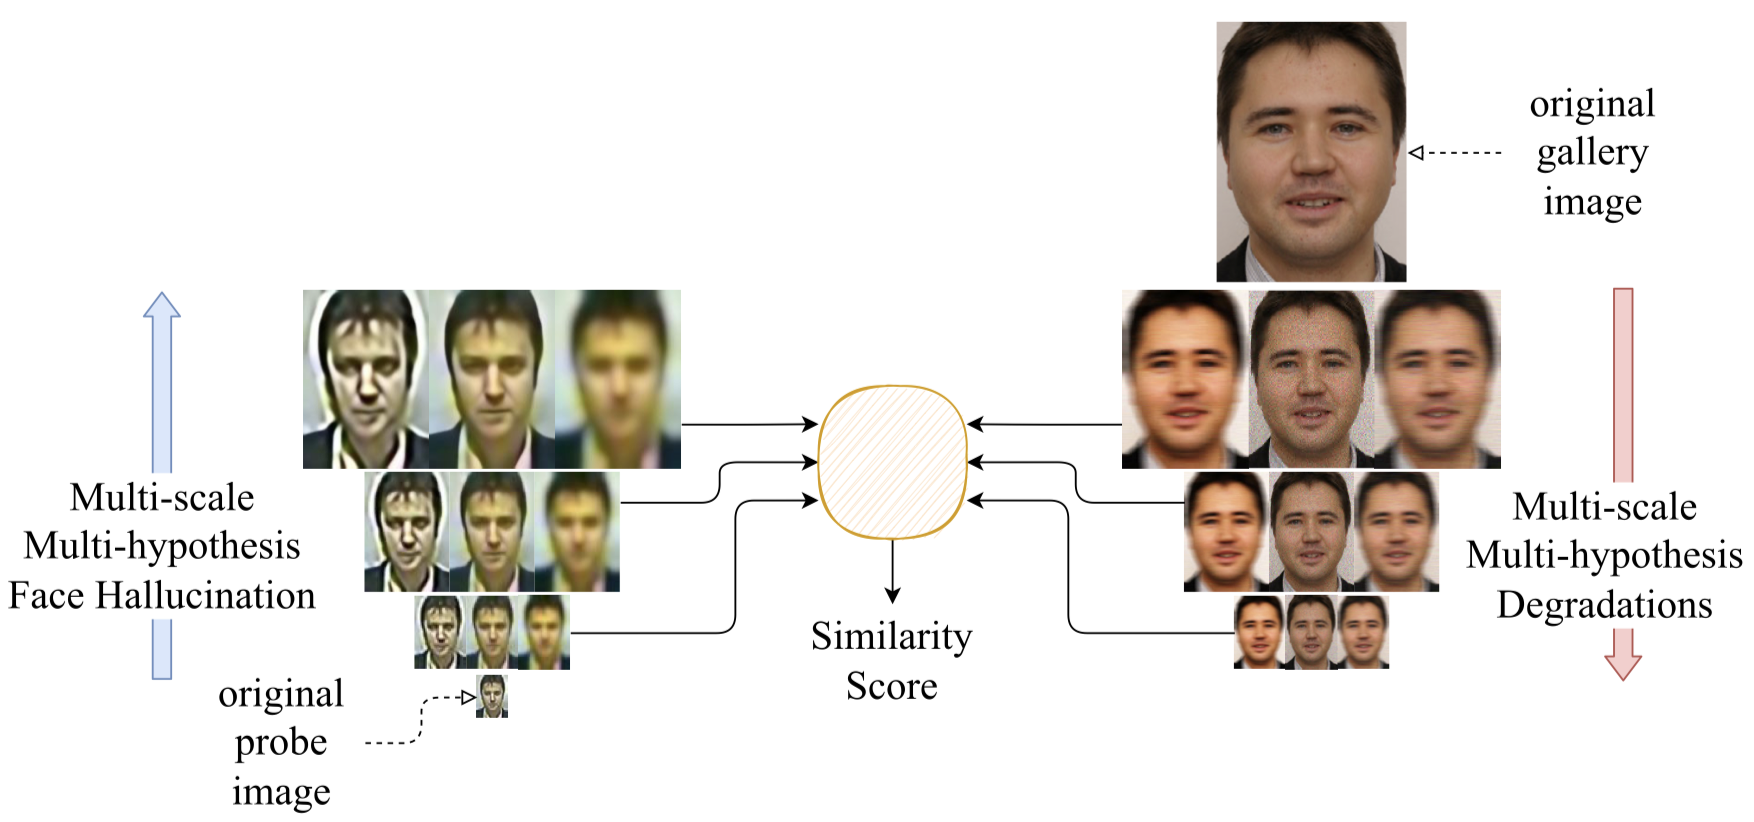 original
gallery
image
Multi-scale
Multi-hypothesis
Face Hallucination
Multi-scale
Multi-hypothesis
Degradations
Similarity
Score
original
probe
image